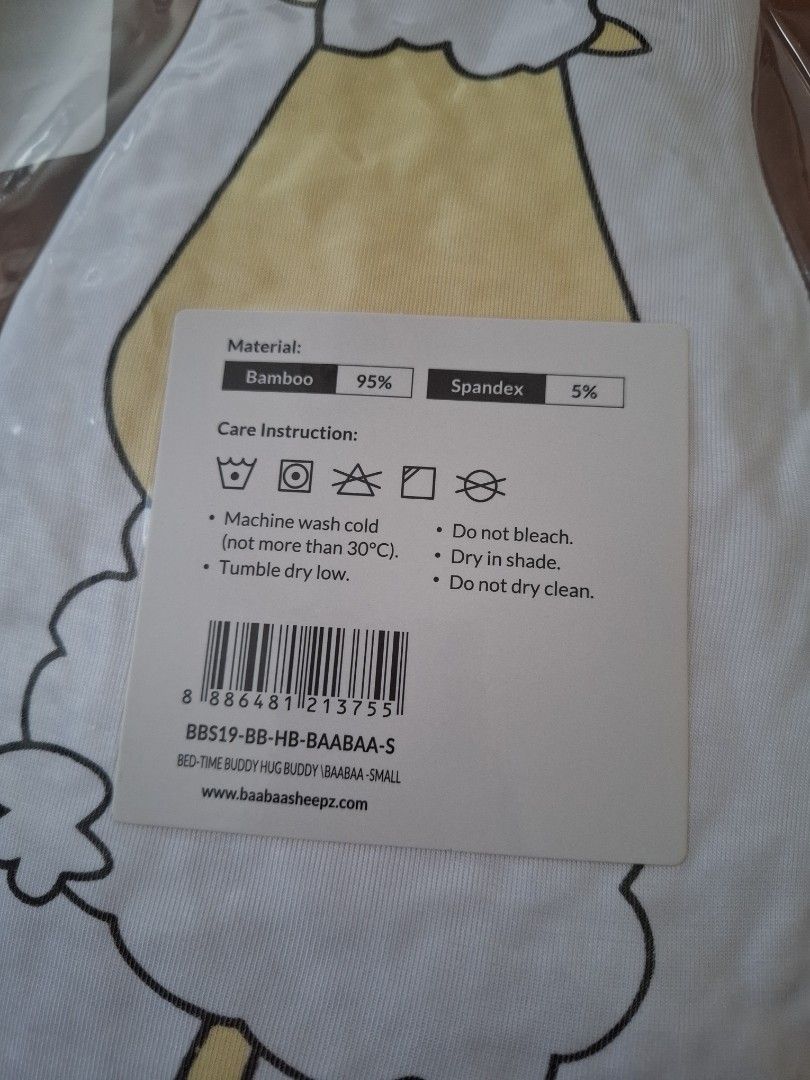 Material:
Bamboo 95% Spandex 5%
Care Instruction:
• Machine wash cold
(not more than 30°C).
• Tumble dry low.
• Do not bleach.
• Dry in shade.
• Do not dry clean.
8 886481 213755
BBS19-BB-HB-BAABAA-S
BED-TIME BUDDY HUG BUDDY \BAABAA -SMALL
www.baabaasheepz.com